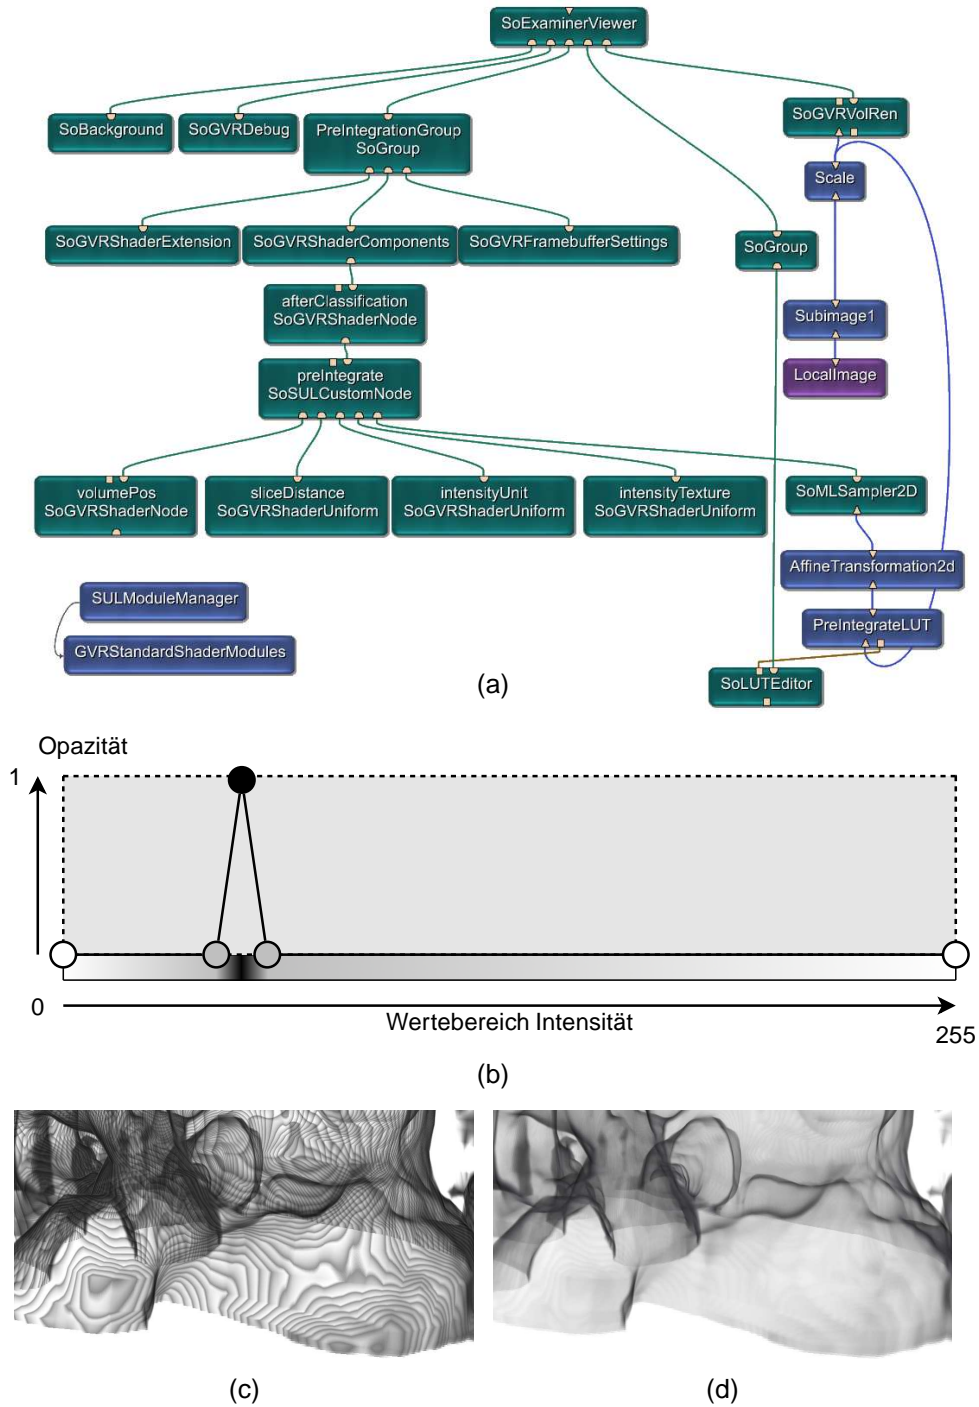 SoExaminerViewer
SoBackground
SoGVRDebug
PreIntegrationGroup
SoGroup
SoGVRVolRen
Scale
SoGVRShaderExtension
SoGVRShaderComponents
SoGVRFramebufferSettings
SoGroup
afterClassification
SoGVRShaderNode
Subimage1
preIntegrate
SoSULCustomNode
LocalImage
volumePos
SoGVRShaderNode
sliceDistance
SoGVRShaderUniform
intensityUnit
SoGVRShaderUniform
intensityTexture
SoGVRShaderUniform
SoMLSampler2D
AffineTransformation2d
SULModuleManager
PreIntegrateLUT
GVRStandardShaderModules
SoLUTEditor
(a)
Opazität
1
0
Wertebereich Intensität
255
(b)
(c)
(d)